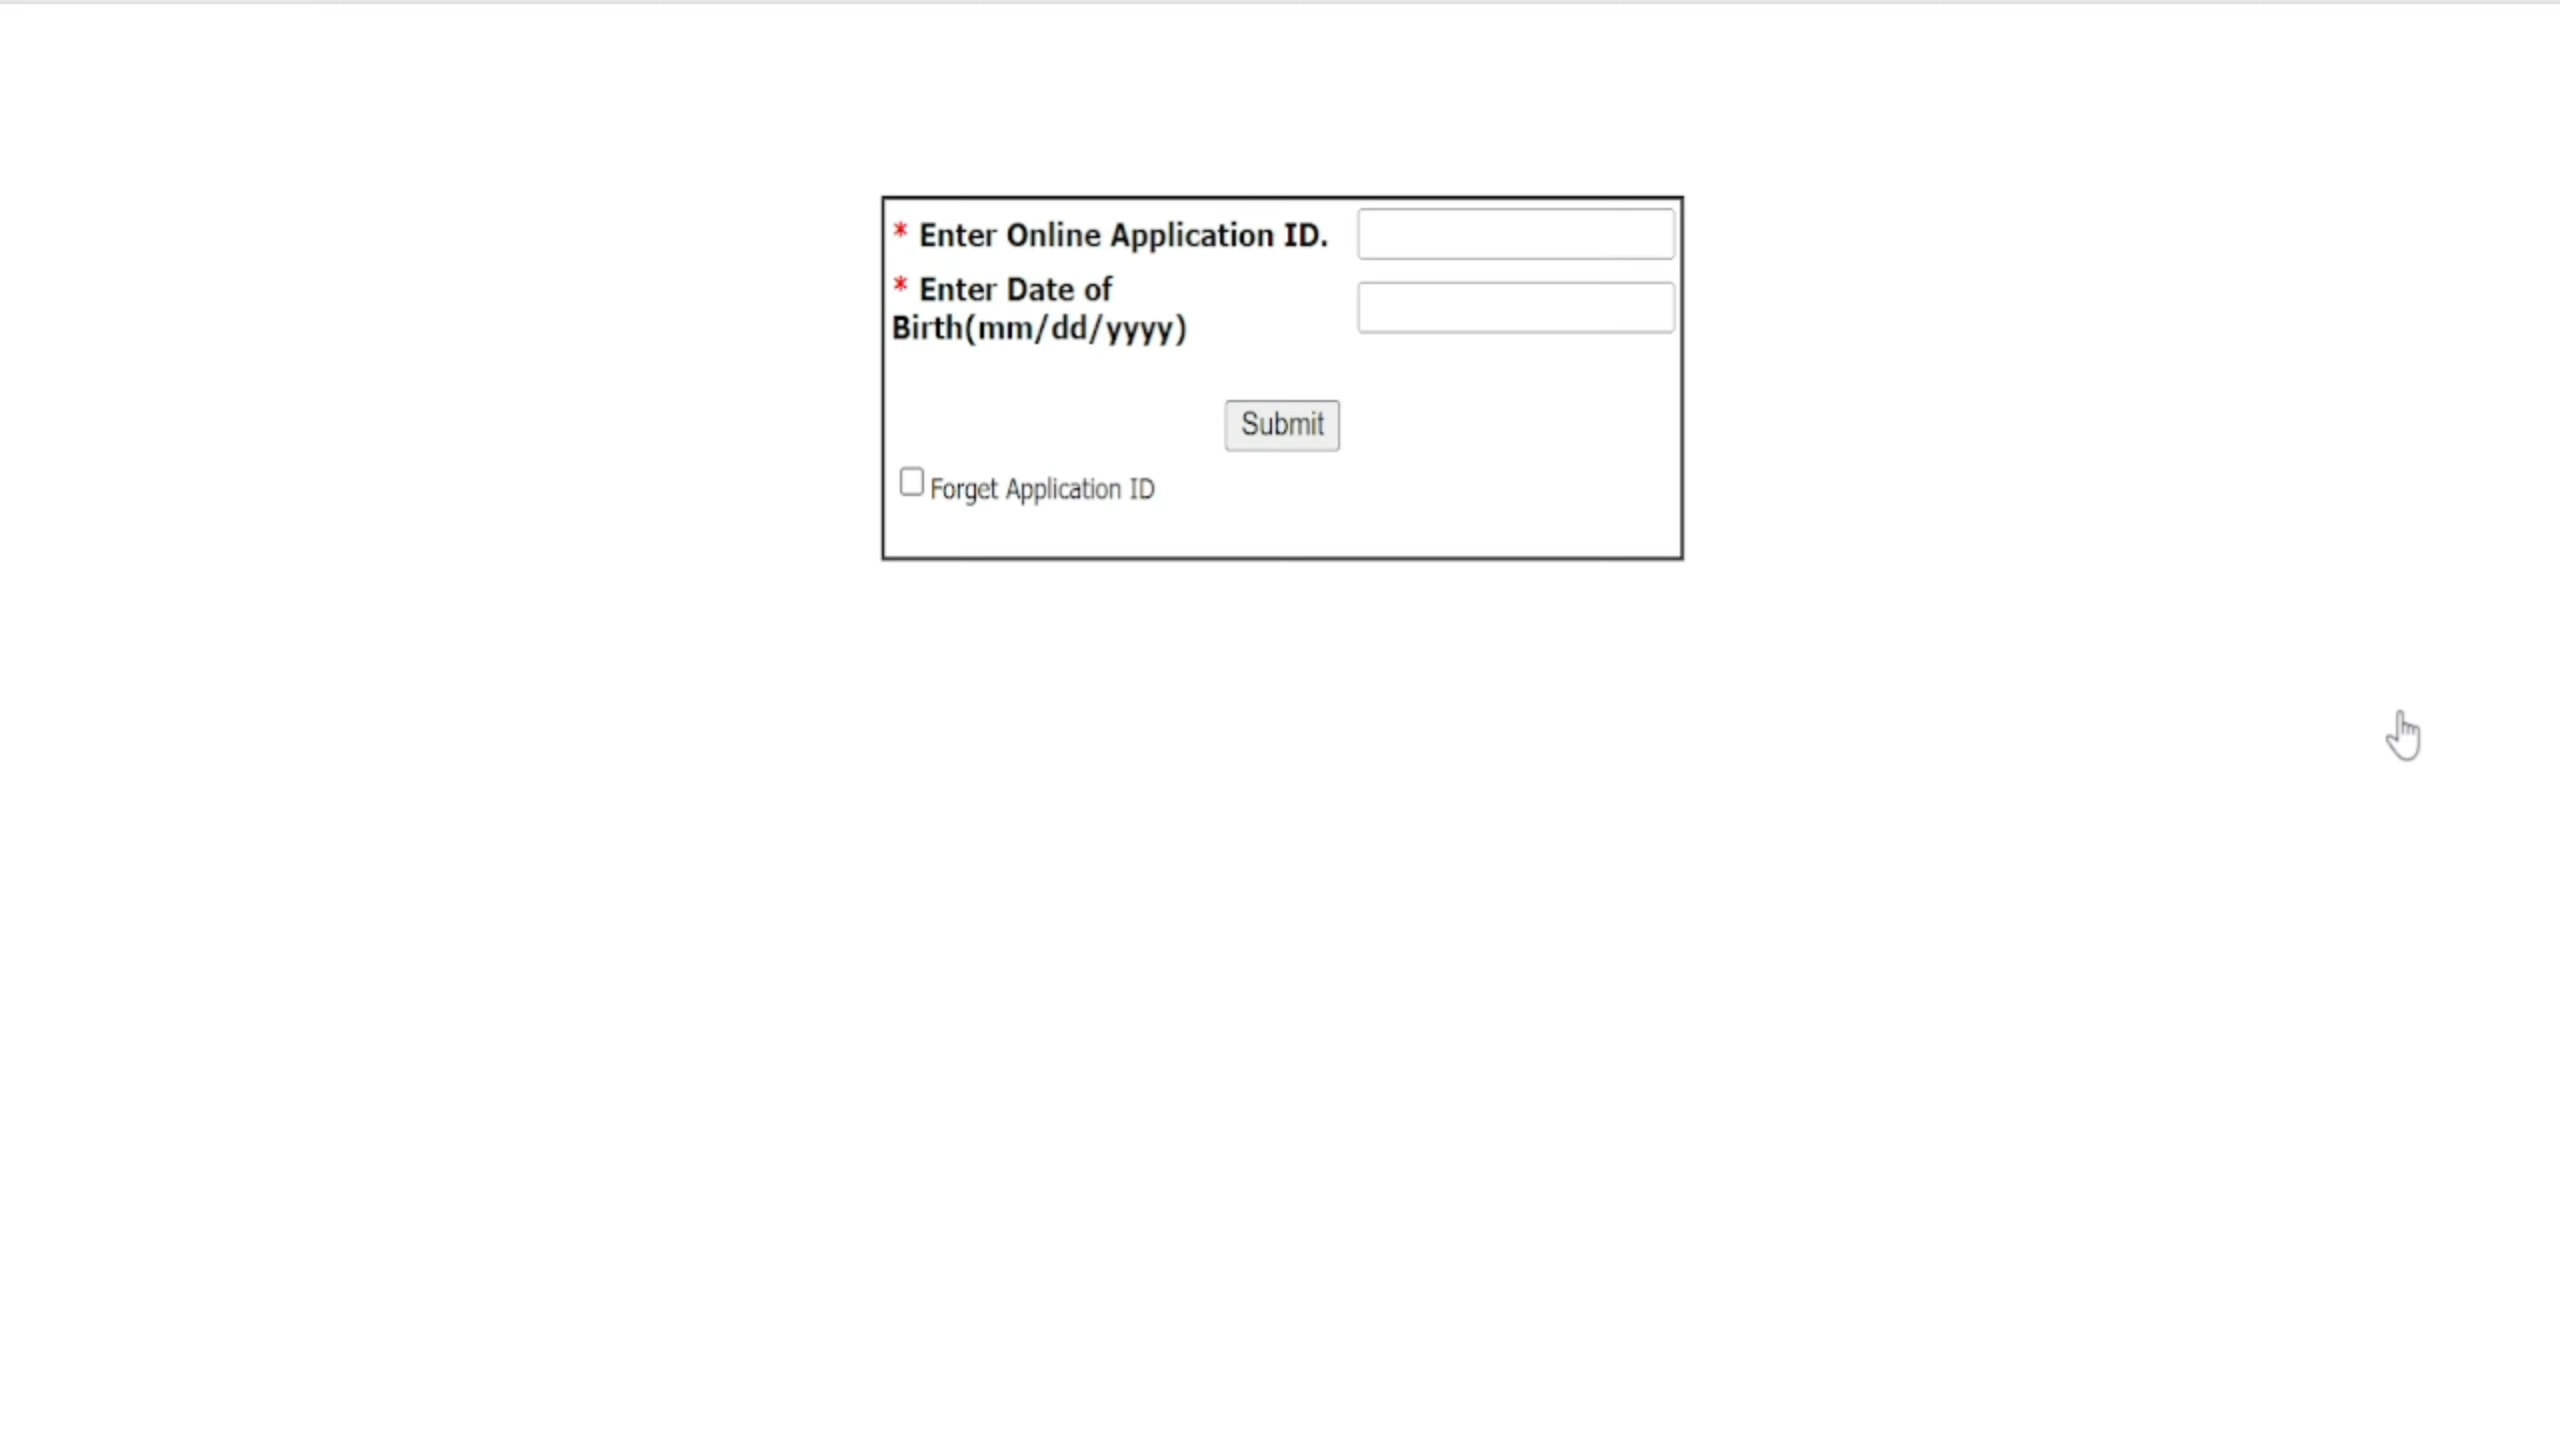 * Enter Online Application ID.
* Enter Date of
Birth(mm/dd/yyyy)
Submit
Forget Application ID